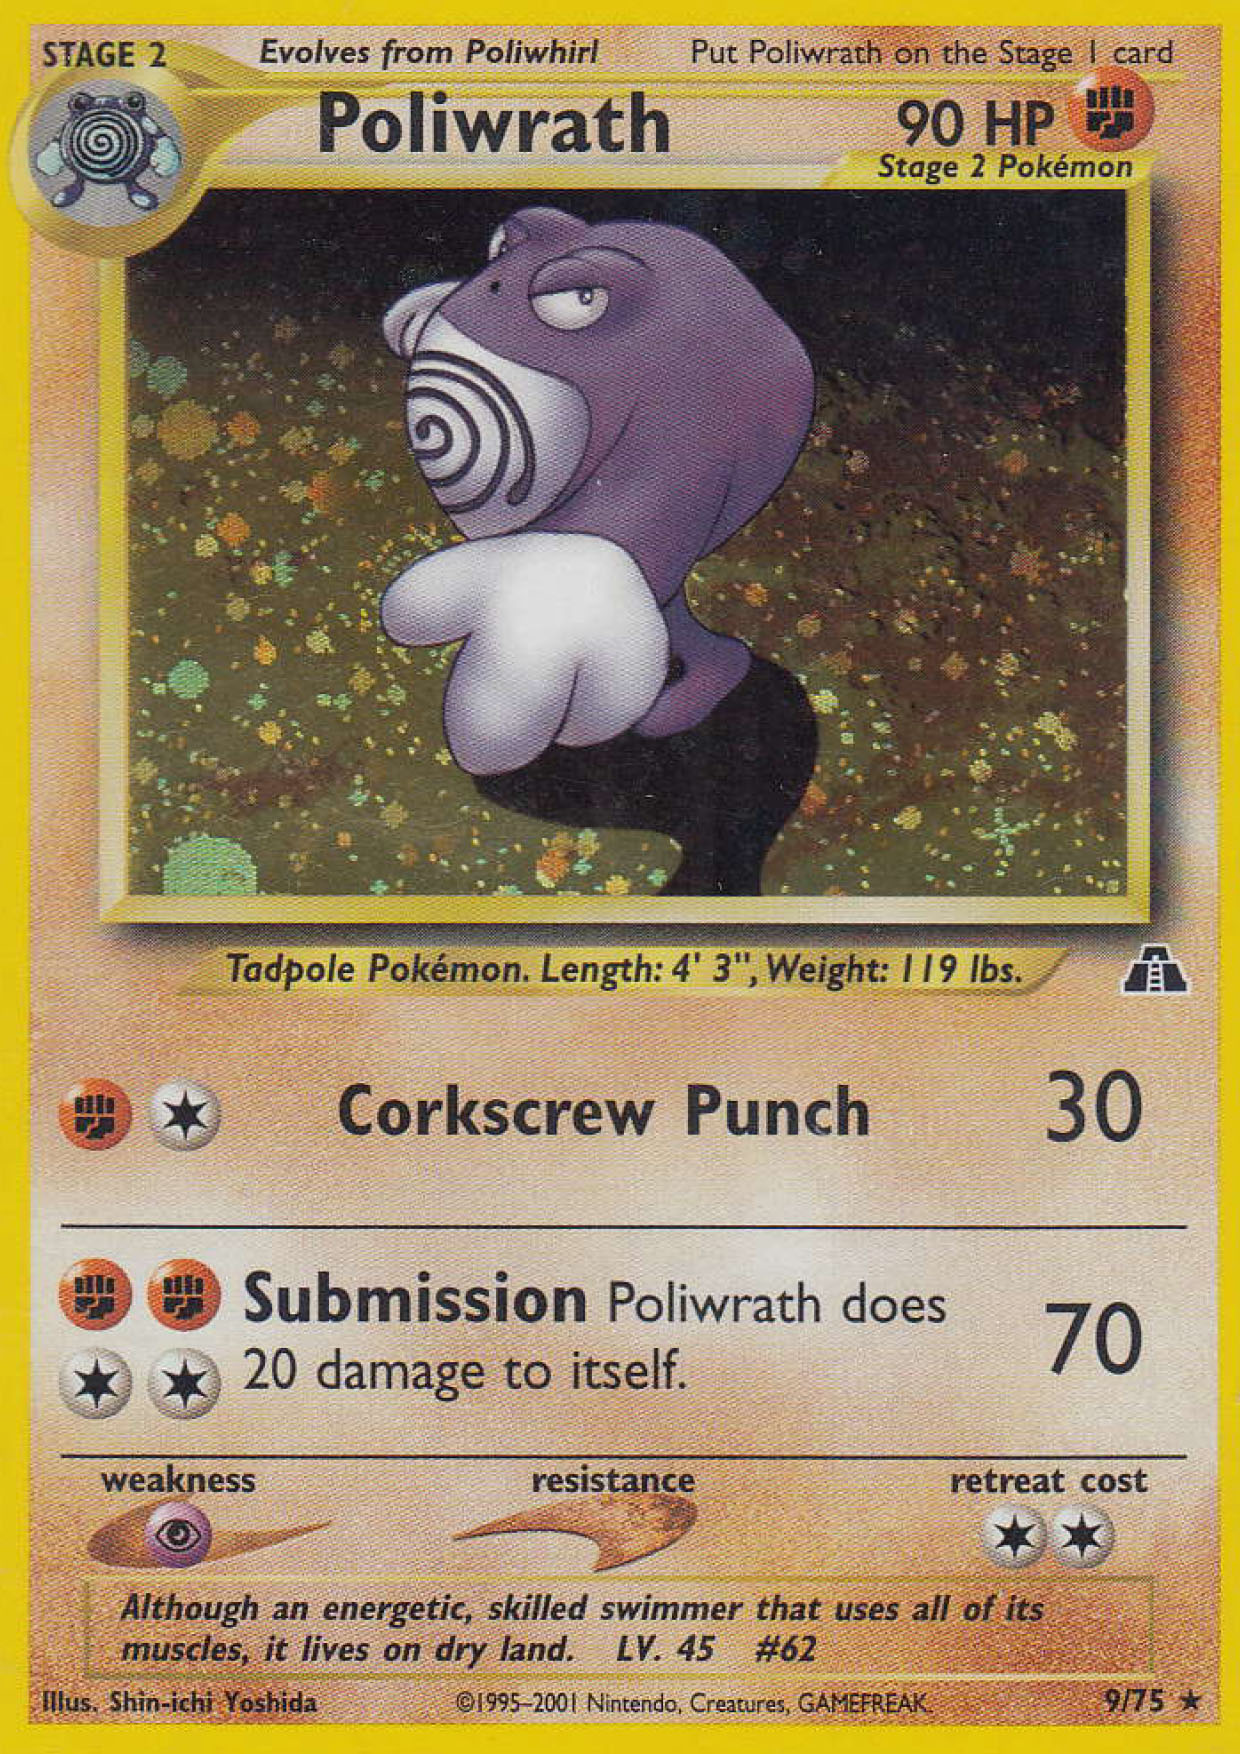 STAGE 2 Evolves from Poliwhirl Put Poliwrath on the Stage 1 card
Poliwrath 90 HP
Stage 2 Pokémon
Tadpole Pokémon. Length: 4' 3", Weight: 119 lbs.
Corkscrew Punch 30
Submission Poliwrath does
20 damage to itself. 70
weakness resistance retreat cost
Although an energetic, skilled swimmer that uses all of its
muscles, it lives on dry land. LV. 45 #62
Illus. Shin-ichi Yoshida ©1995–2001 Nintendo, Creatures, GAMEFREAK. 9/75 ★